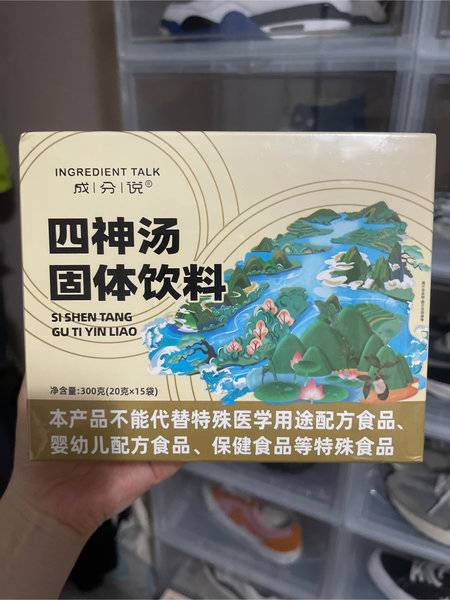 INGREDIENT TALK
成|分|说®
四神汤
固体饮料
SI SHEN TANG
GU TI YIN LIAO
净含量:300克(20克×15袋)
本产品不能代替特殊医学用途配方食品、
婴幼儿配方食品、保健食品等特殊食品